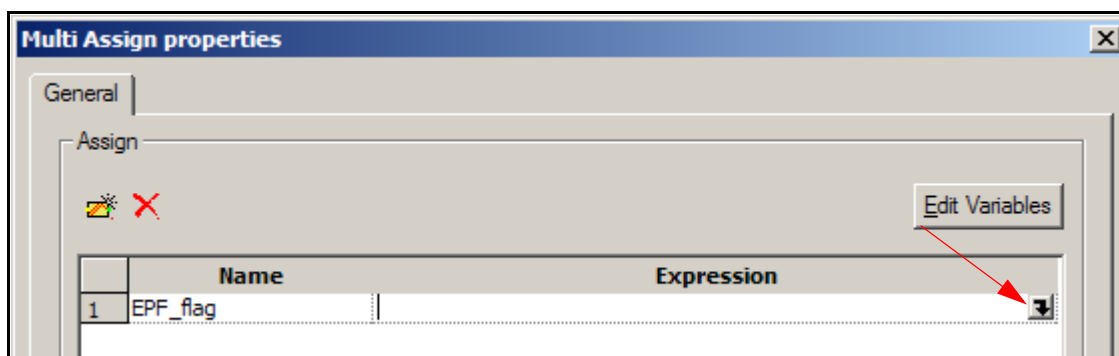 Multi Assign properties
General
Assign
Edit Variables
Name Expression
1 EPF_flag